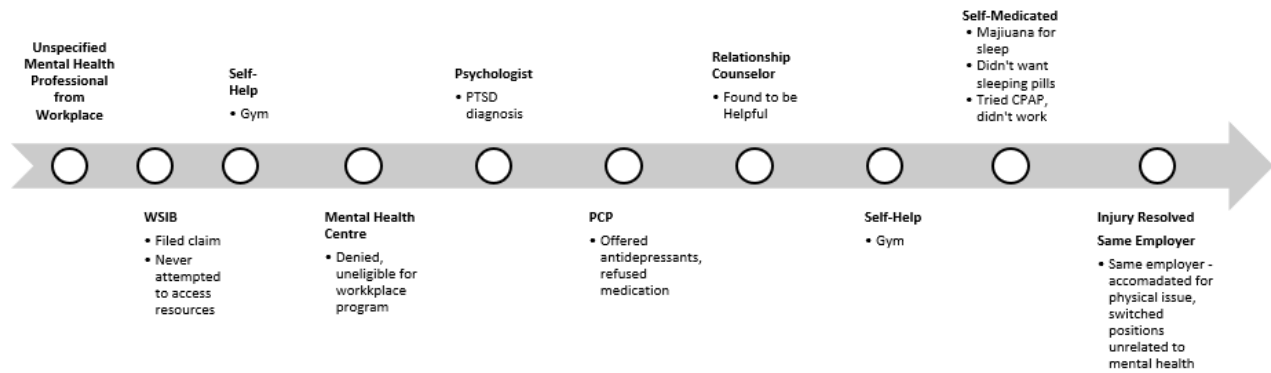 Unspecified
Mental Health
Professional
from
Workplace
WSIB
• Filed claim
• Never
attempted
to access
resources
Self-
Help
• Gym
Mental Health
Centre
• Denied,
uneligible for
workkplace
program
Psychologist
• PTSD
diagnosis
PCP
• Offered
antidepressants,
refused
medication
Relationship
Counselor
• Found to be
Helpful
Self-Help
• Gym
Self-Medicated
• Majiuana for
sleep
• Didn't want
sleeping pills
• Tried CPAP,
didn't work
Injury Resolved
Same Employer
• Same employer -
accomadated for
physical issue,
switched
positions
unrelated to
mental health